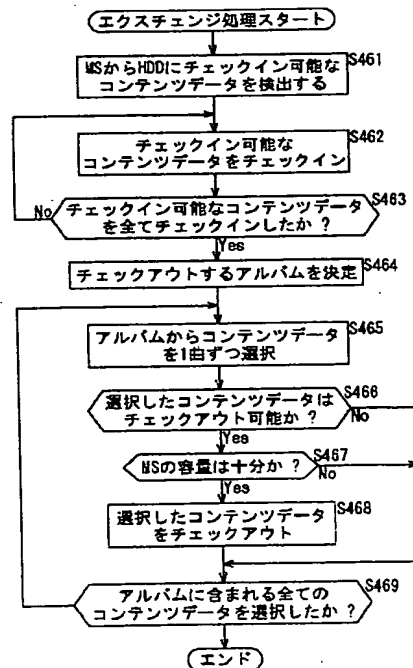 エクスチェンジ処理スタート
S461
MSからHDDにチェックイン可能な
コンテンツデータを検出する
S462
チェックイン可能な
コンテンツデータをチェックイン
S463
チェックイン可能なコンテンツデータ
を全てチェックインしたか ?
No
Yes
S464
チェックアウトするアルバムを決定
S465
アルバムからコンテンツデータ
を1曲ずつ選択
S466
選択したコンテンツデータは
チェックアウト可能か ?
No
Yes
S467
MSの容量は十分か ?
No
Yes
S468
選択したコンテンツデータ
をチェックアウト
S469
アルバムに含まれる全ての
コンテンツデータを選択したか ?
エンド